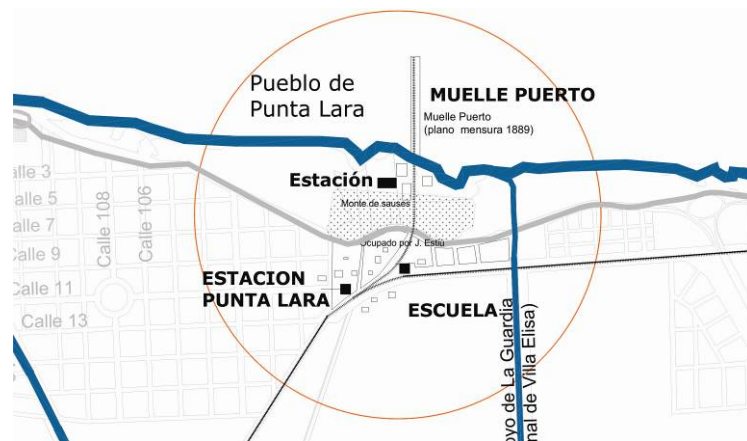 Pueblo de
Punta Lara
MUELLE PUERTO
Muelle Puerto
(plano mensura 1889)
Estación
Monte de sauses
Ocupado por J. Estiú
ESTACION
PUNTA LARA
ESCUELA
alle 3
alle 5
alle 7
Calle 9
Calle 11
Calle 13
Calle 108
Calle 106
oyo de La Guardia
nal de Villa Elisa)